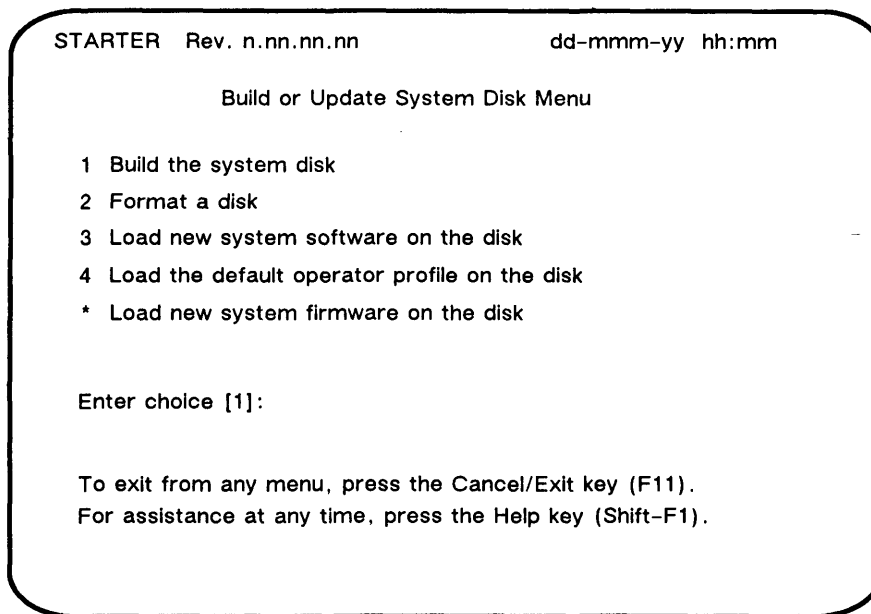 STARTER Rev. n.nn.nn.nn dd-mmm-yy hh:mm
Build or Update System Disk Menu
1 Build the system disk
2 Format a disk
3 Load new system software on the disk
4 Load the default operator profile on the disk
* Load new system firmware on the disk
Enter choice [1]:
To exit from any menu, press the Cancel/Exit key (F11).
For assistance at any time, press the Help key (Shift-F1).